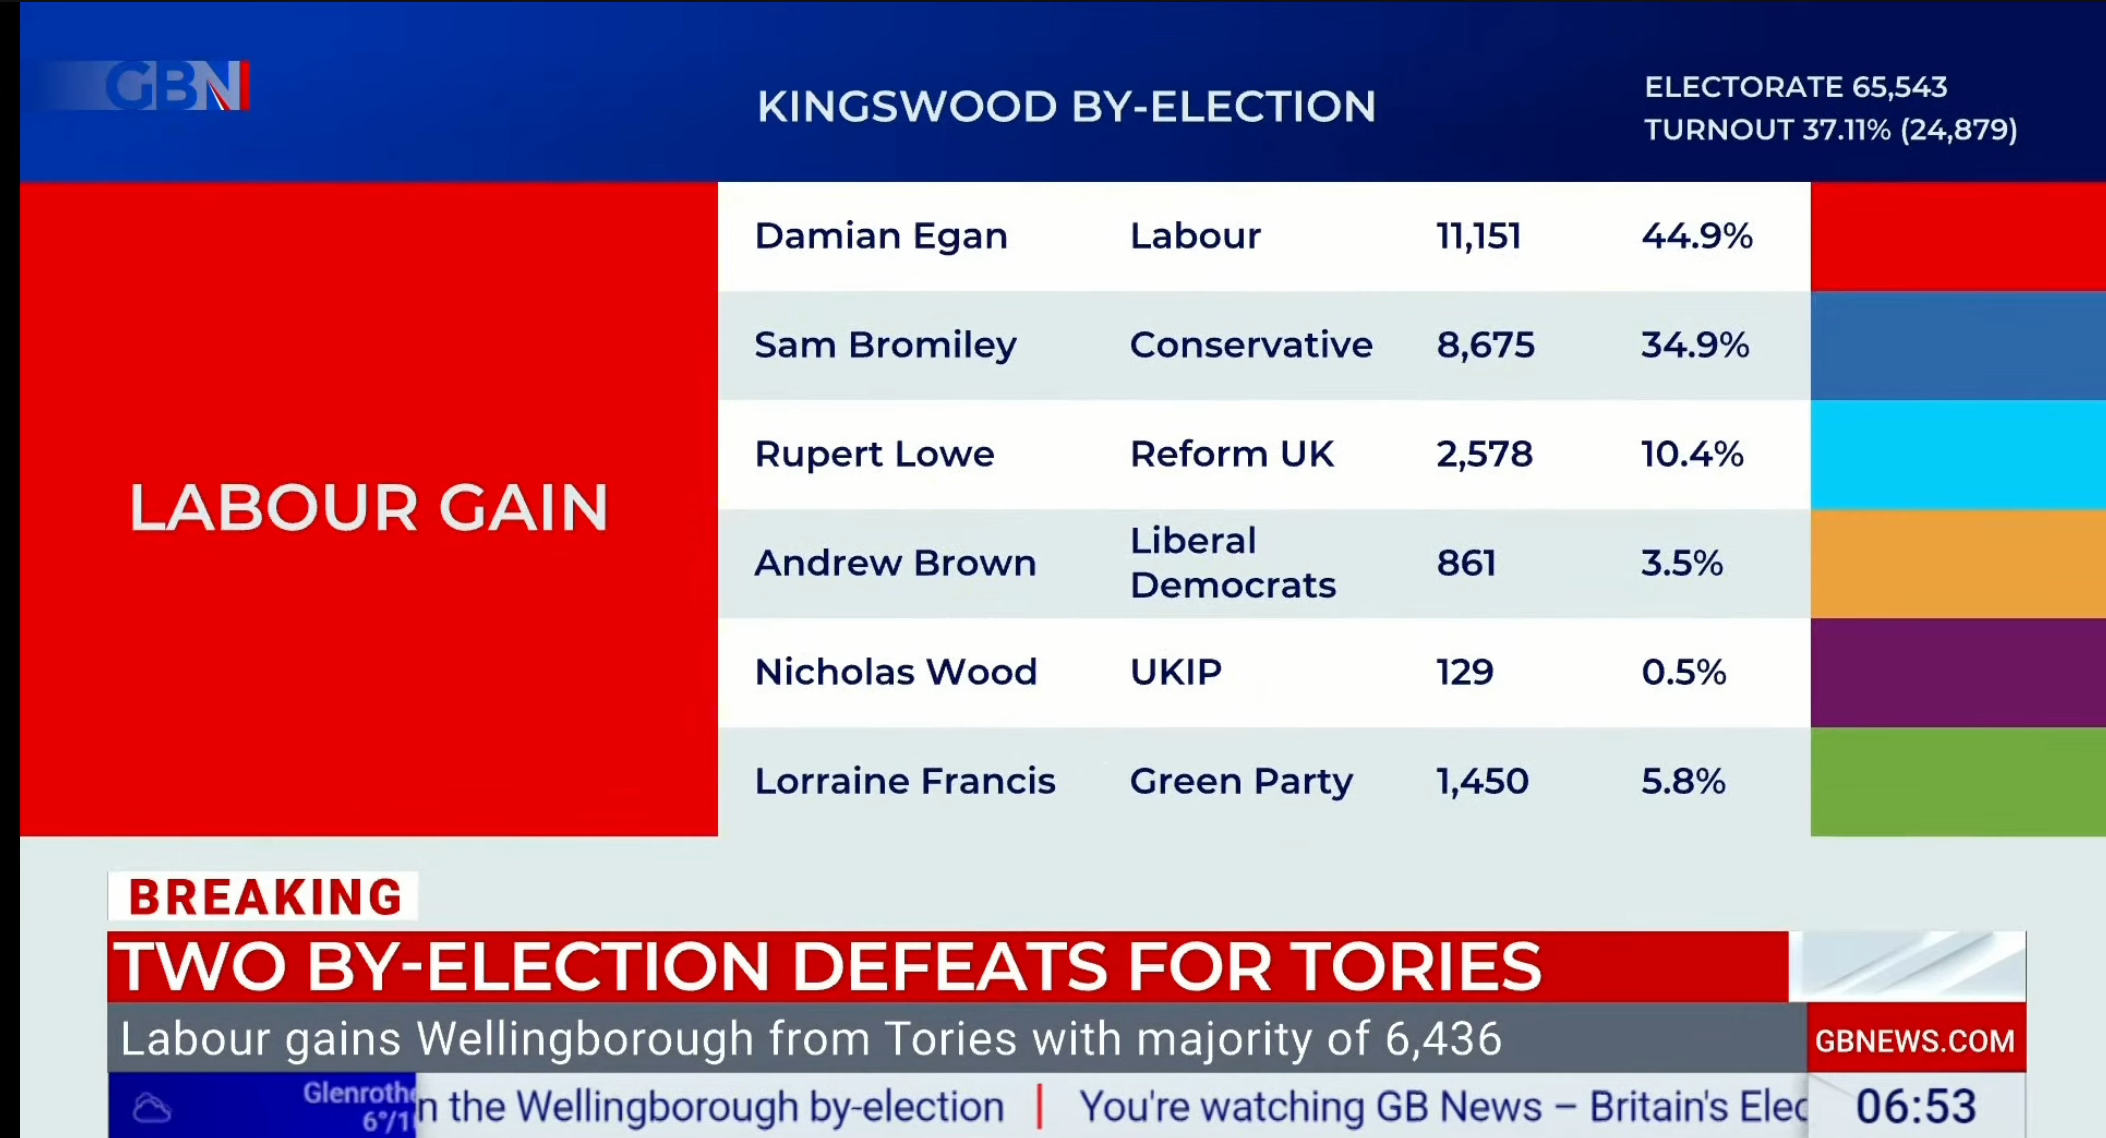 GBN
KINGSWOOD BY-ELECTION
ELECTORATE 65,543
TURNOUT 37.11% (24,879)
LABOUR GAIN
Damian Egan Labour 11,151 44.9%
Sam Bromiley Conservative 8,675 34.9%
Rupert Lowe Reform UK 2,578 10.4%
Andrew Brown Liberal Democrats 861 3.5%
Nicholas Wood UKIP 129 0.5%
Lorraine Francis Green Party 1,450 5.8%
BREAKING
TWO BY-ELECTION DEFEATS FOR TORIES
Labour gains Wellingborough from Tories with majority of 6,436
GBNEWS.COM
Glenrothe
6°/1
n the Wellingborough by-election | You're watching GB News – Britain's Elec
06:53